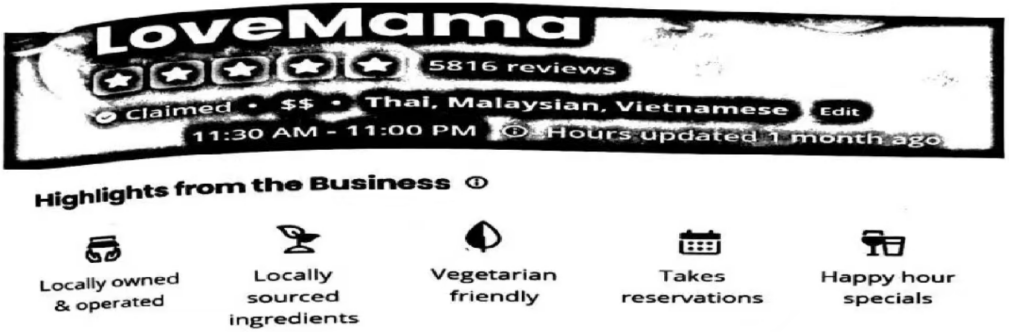 LoveMama
5816 reviews
Claimed • $$ • Thai, Malaysian, Vietnamese Edit
11:30 AM - 11:00 PM Hours updated 1 month ago
Highlights from the Business
Locally owned
& operated
Locally
sourced
ingredients
Vegetarian
friendly
Takes
reservations
Happy hour
specials